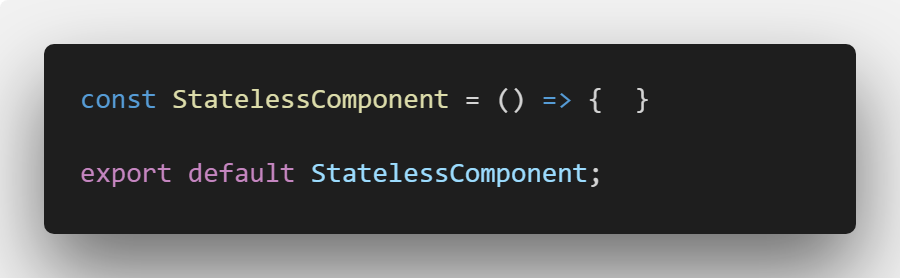 const StatelessComponent = () => {  }
export default StatelessComponent;